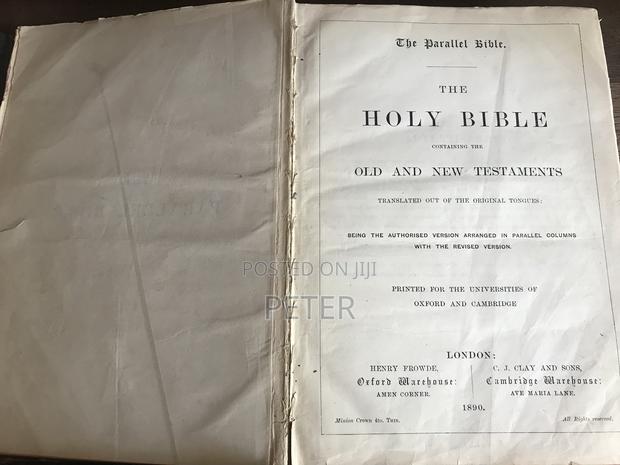 The Parallel Bible.
THE
HOLY BIBLE
CONTAINING THE
OLD AND NEW TESTAMENTS
TRANSLATED OUT OF THE ORIGINAL TONGUES:
BEING THE AUTHORISED VERSION ARRANGED IN PARALLEL COLUMNS
WITH THE REVISED VERSION.
POSTED ON JIJI
PETER
PRINTED FOR THE UNIVERSITIES OF
OXFORD AND CAMBRIDGE
LONDON:
HENRY FROWDE,
Oxford Warehouse:
AMEN CORNER.
C. J. CLAY AND SONS,
Cambridge Warehouse:
AVE MARIA LANE.
1890.
Minion Crown 4to. Thin.
All Rights reserved.